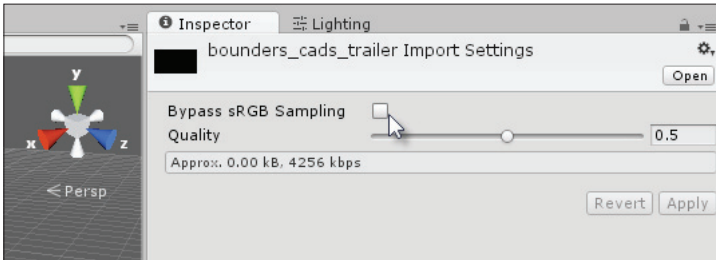 Inspector
Lighting
bounders_cads_trailer Import Settings
Open
y
x
z
Persp
Bypass sRGB Sampling
Quality
0.5
Approx. 0.00 kB, 4256 kbps
Revert
Apply